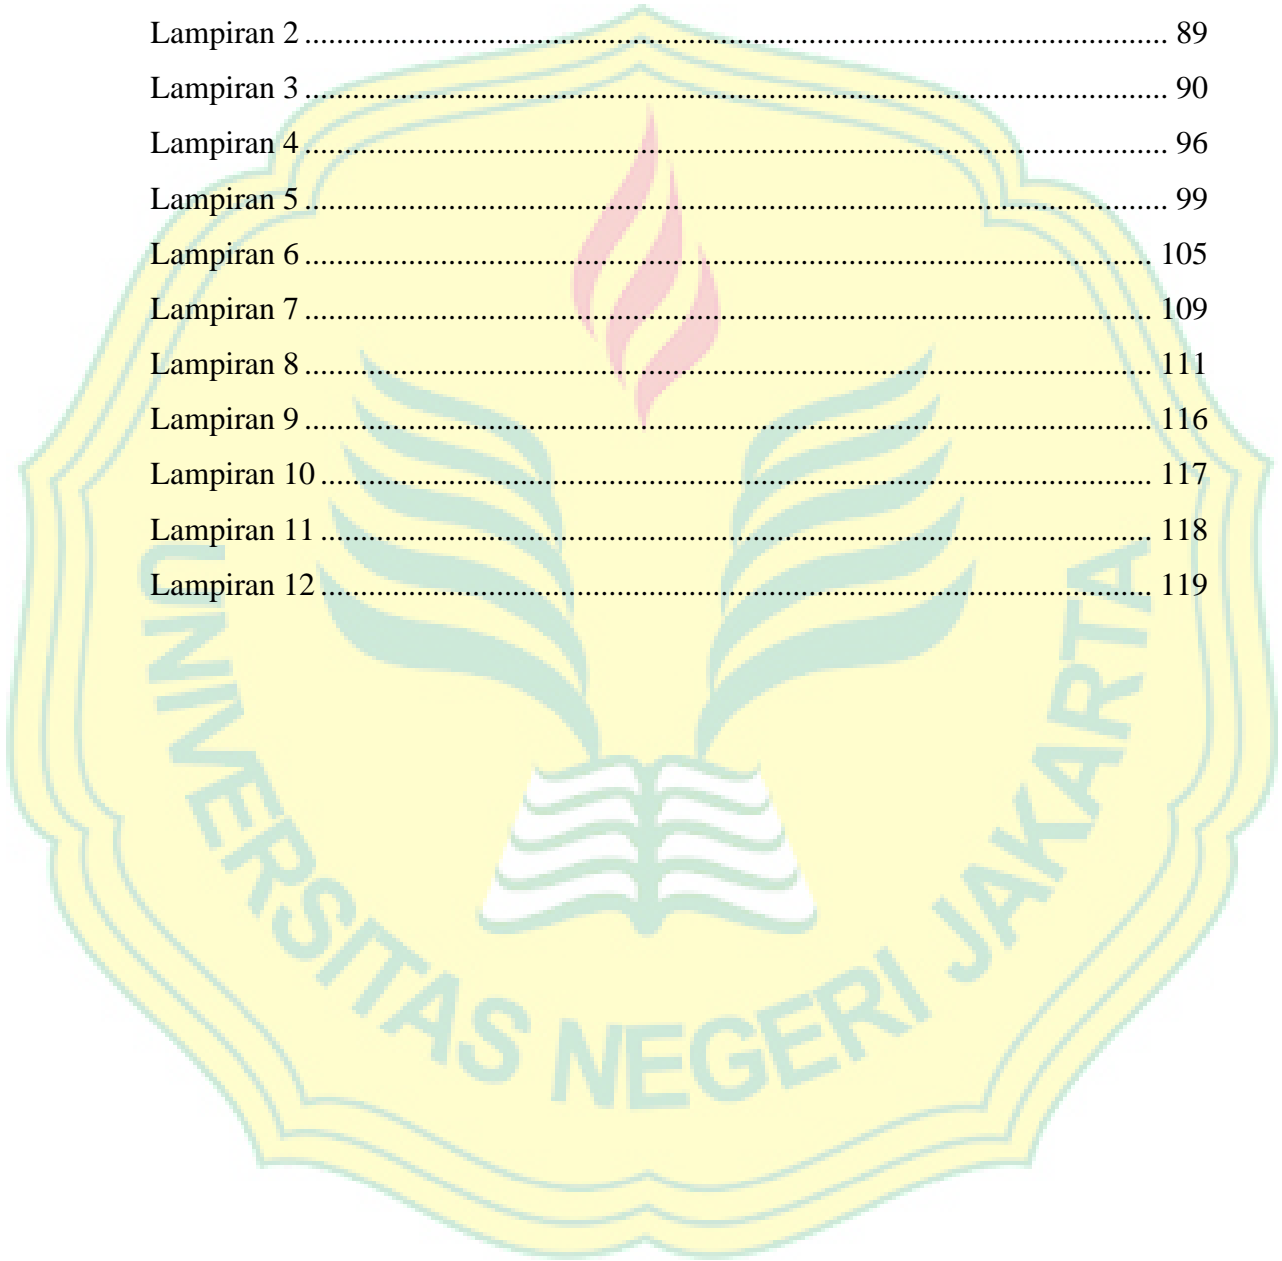 Lampiran 2 ........................................................................................................... 89
Lampiran 3 ........................................................................................................... 90
Lampiran 4 ........................................................................................................... 96
Lampiran 5 ........................................................................................................... 99
Lampiran 6 ......................................................................................................... 105
Lampiran 7 ......................................................................................................... 109
Lampiran 8 ......................................................................................................... 111
Lampiran 9 ......................................................................................................... 116
Lampiran 10 ....................................................................................................... 117
Lampiran 11 ....................................................................................................... 118
Lampiran 12 ....................................................................................................... 119
UNIVERSITAS NEGERI JAKARTA